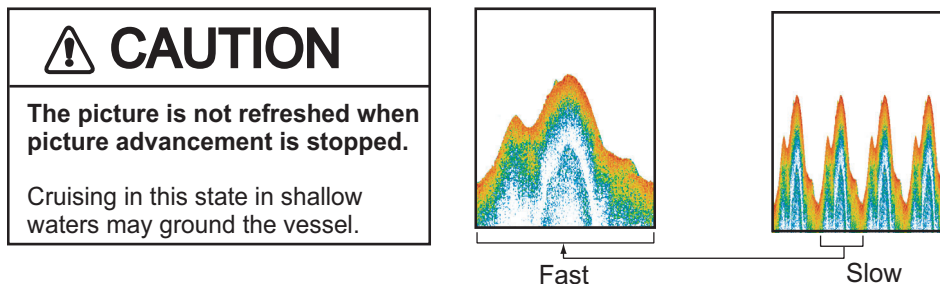 CAUTION
The picture is not refreshed when
picture advancement is stopped.
Cruising in this state in shallow
waters may ground the vessel.
Fast
Slow